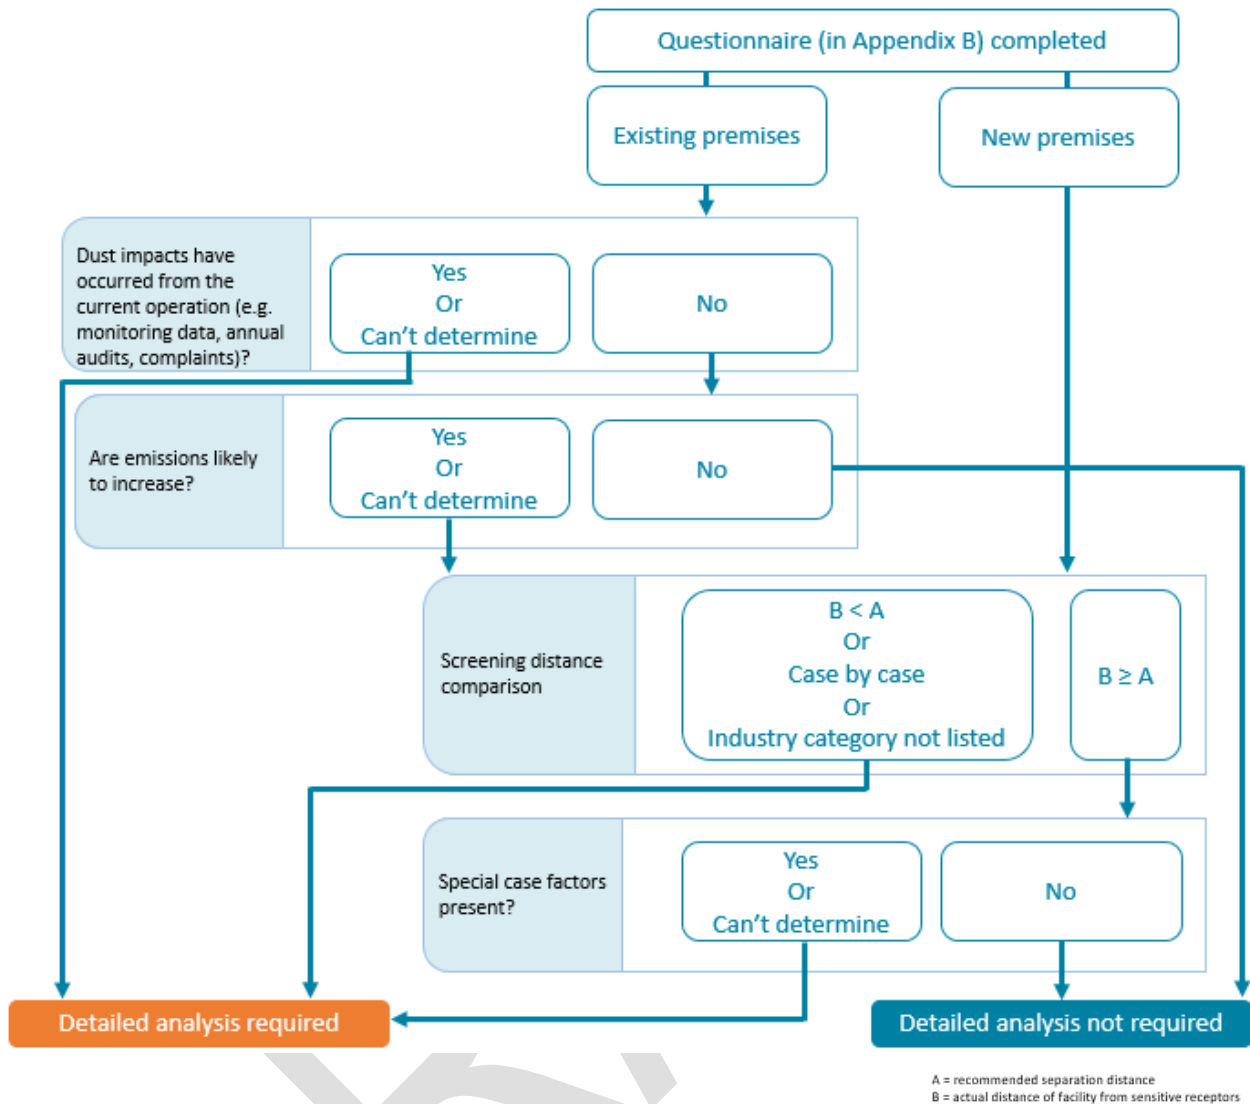 Questionnaire (in Appendix B) completed
Existing premises
New premises
Dust impacts have
occurred from the
current operation (e.g.
monitoring data, annual
audits, complaints)?
Yes
Or
Can't determine
No
Are emissions likely
to increase?
Yes
Or
Can't determine
No
Screening distance
comparison
B < A
Or
Case by case
Or
Industry category not listed
B ≥ A
Special case factors
present?
Yes
Or
Can't determine
No
Detailed analysis required
Detailed analysis not required
A = recommended separation distance
B = actual distance of facility from sensitive receptors